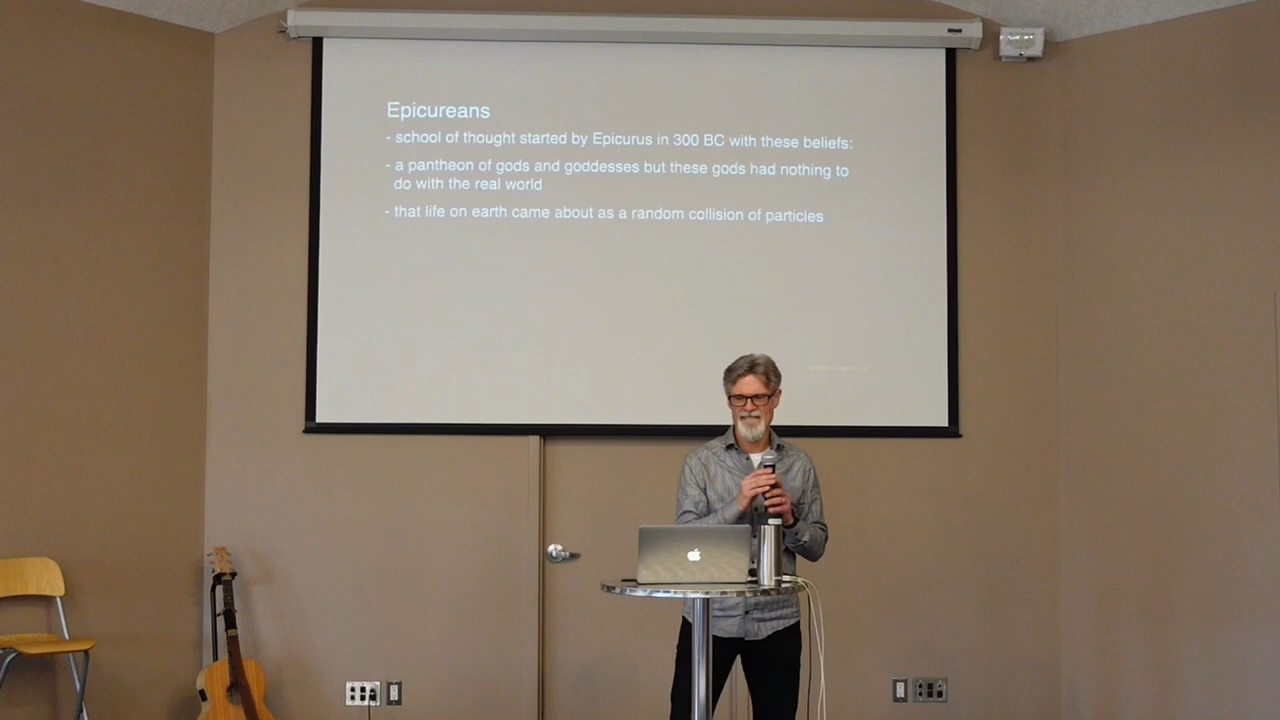 Epicureans
- school of thought started by Epicurus in 300 BC with these beliefs:
- a pantheon of gods and goddesses but these gods had nothing to
do with the real world
- that life on earth came about as a random collision of particles